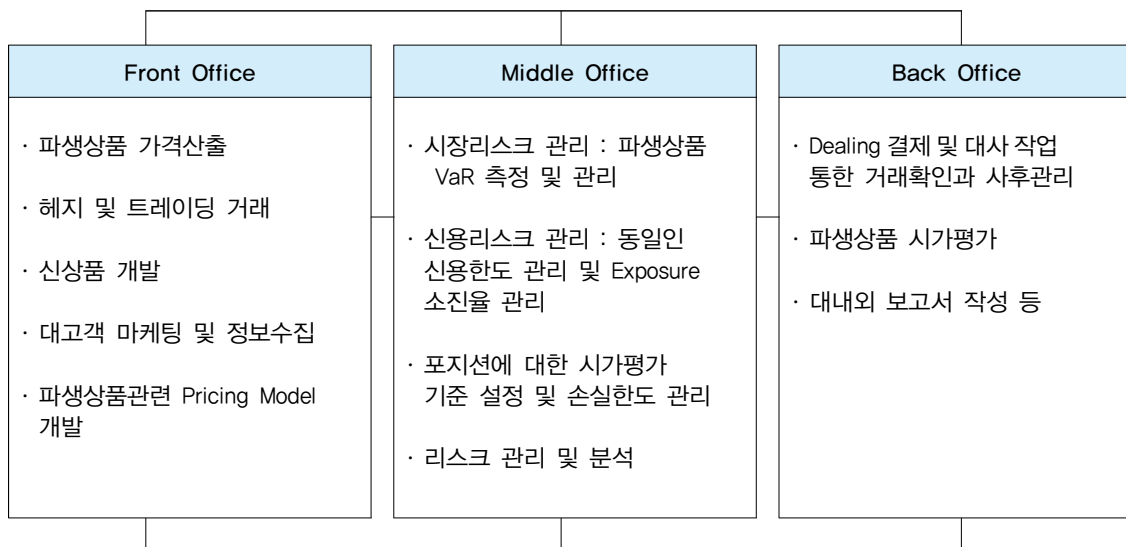 Front Office
· 파생상품 가격산출
· 헤지 및 트레이딩 거래
· 신상품 개발
· 대고객 마케팅 및 정보수집
· 파생상품관련 Pricing Model
개발
Middle Office
· 시장리스크 관리 : 파생상품
VaR 측정 및 관리
· 신용리스크 관리 : 동일인
신용한도 관리 및 Exposure
소진율 관리
· 포지션에 대한 시가평가
기준 설정 및 손실한도 관리
· 리스크 관리 및 분석
Back Office
· Dealing 결제 및 대사 작업
통한 거래확인과 사후관리
· 파생상품 시가평가
· 대내외 보고서 작성 등